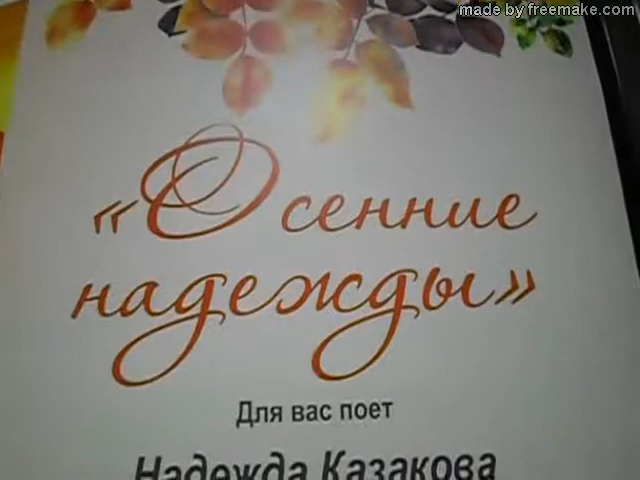 made by freemake.com
«Осенние
надежды»
Для вас поет
Надежда Казакова